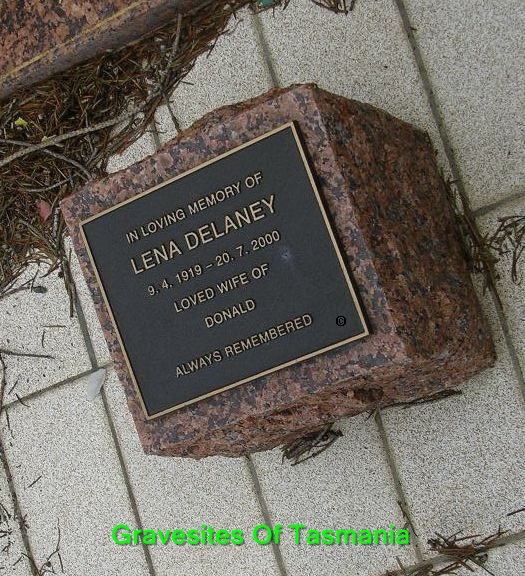 IN LOVING MEMORY OF
LENA DELANEY
9. 4. 1919 – 20. 7. 2000
LOVED WIFE OF
DONALD
ALWAYS REMEMBERED
©
Gravesites Of Tasmania